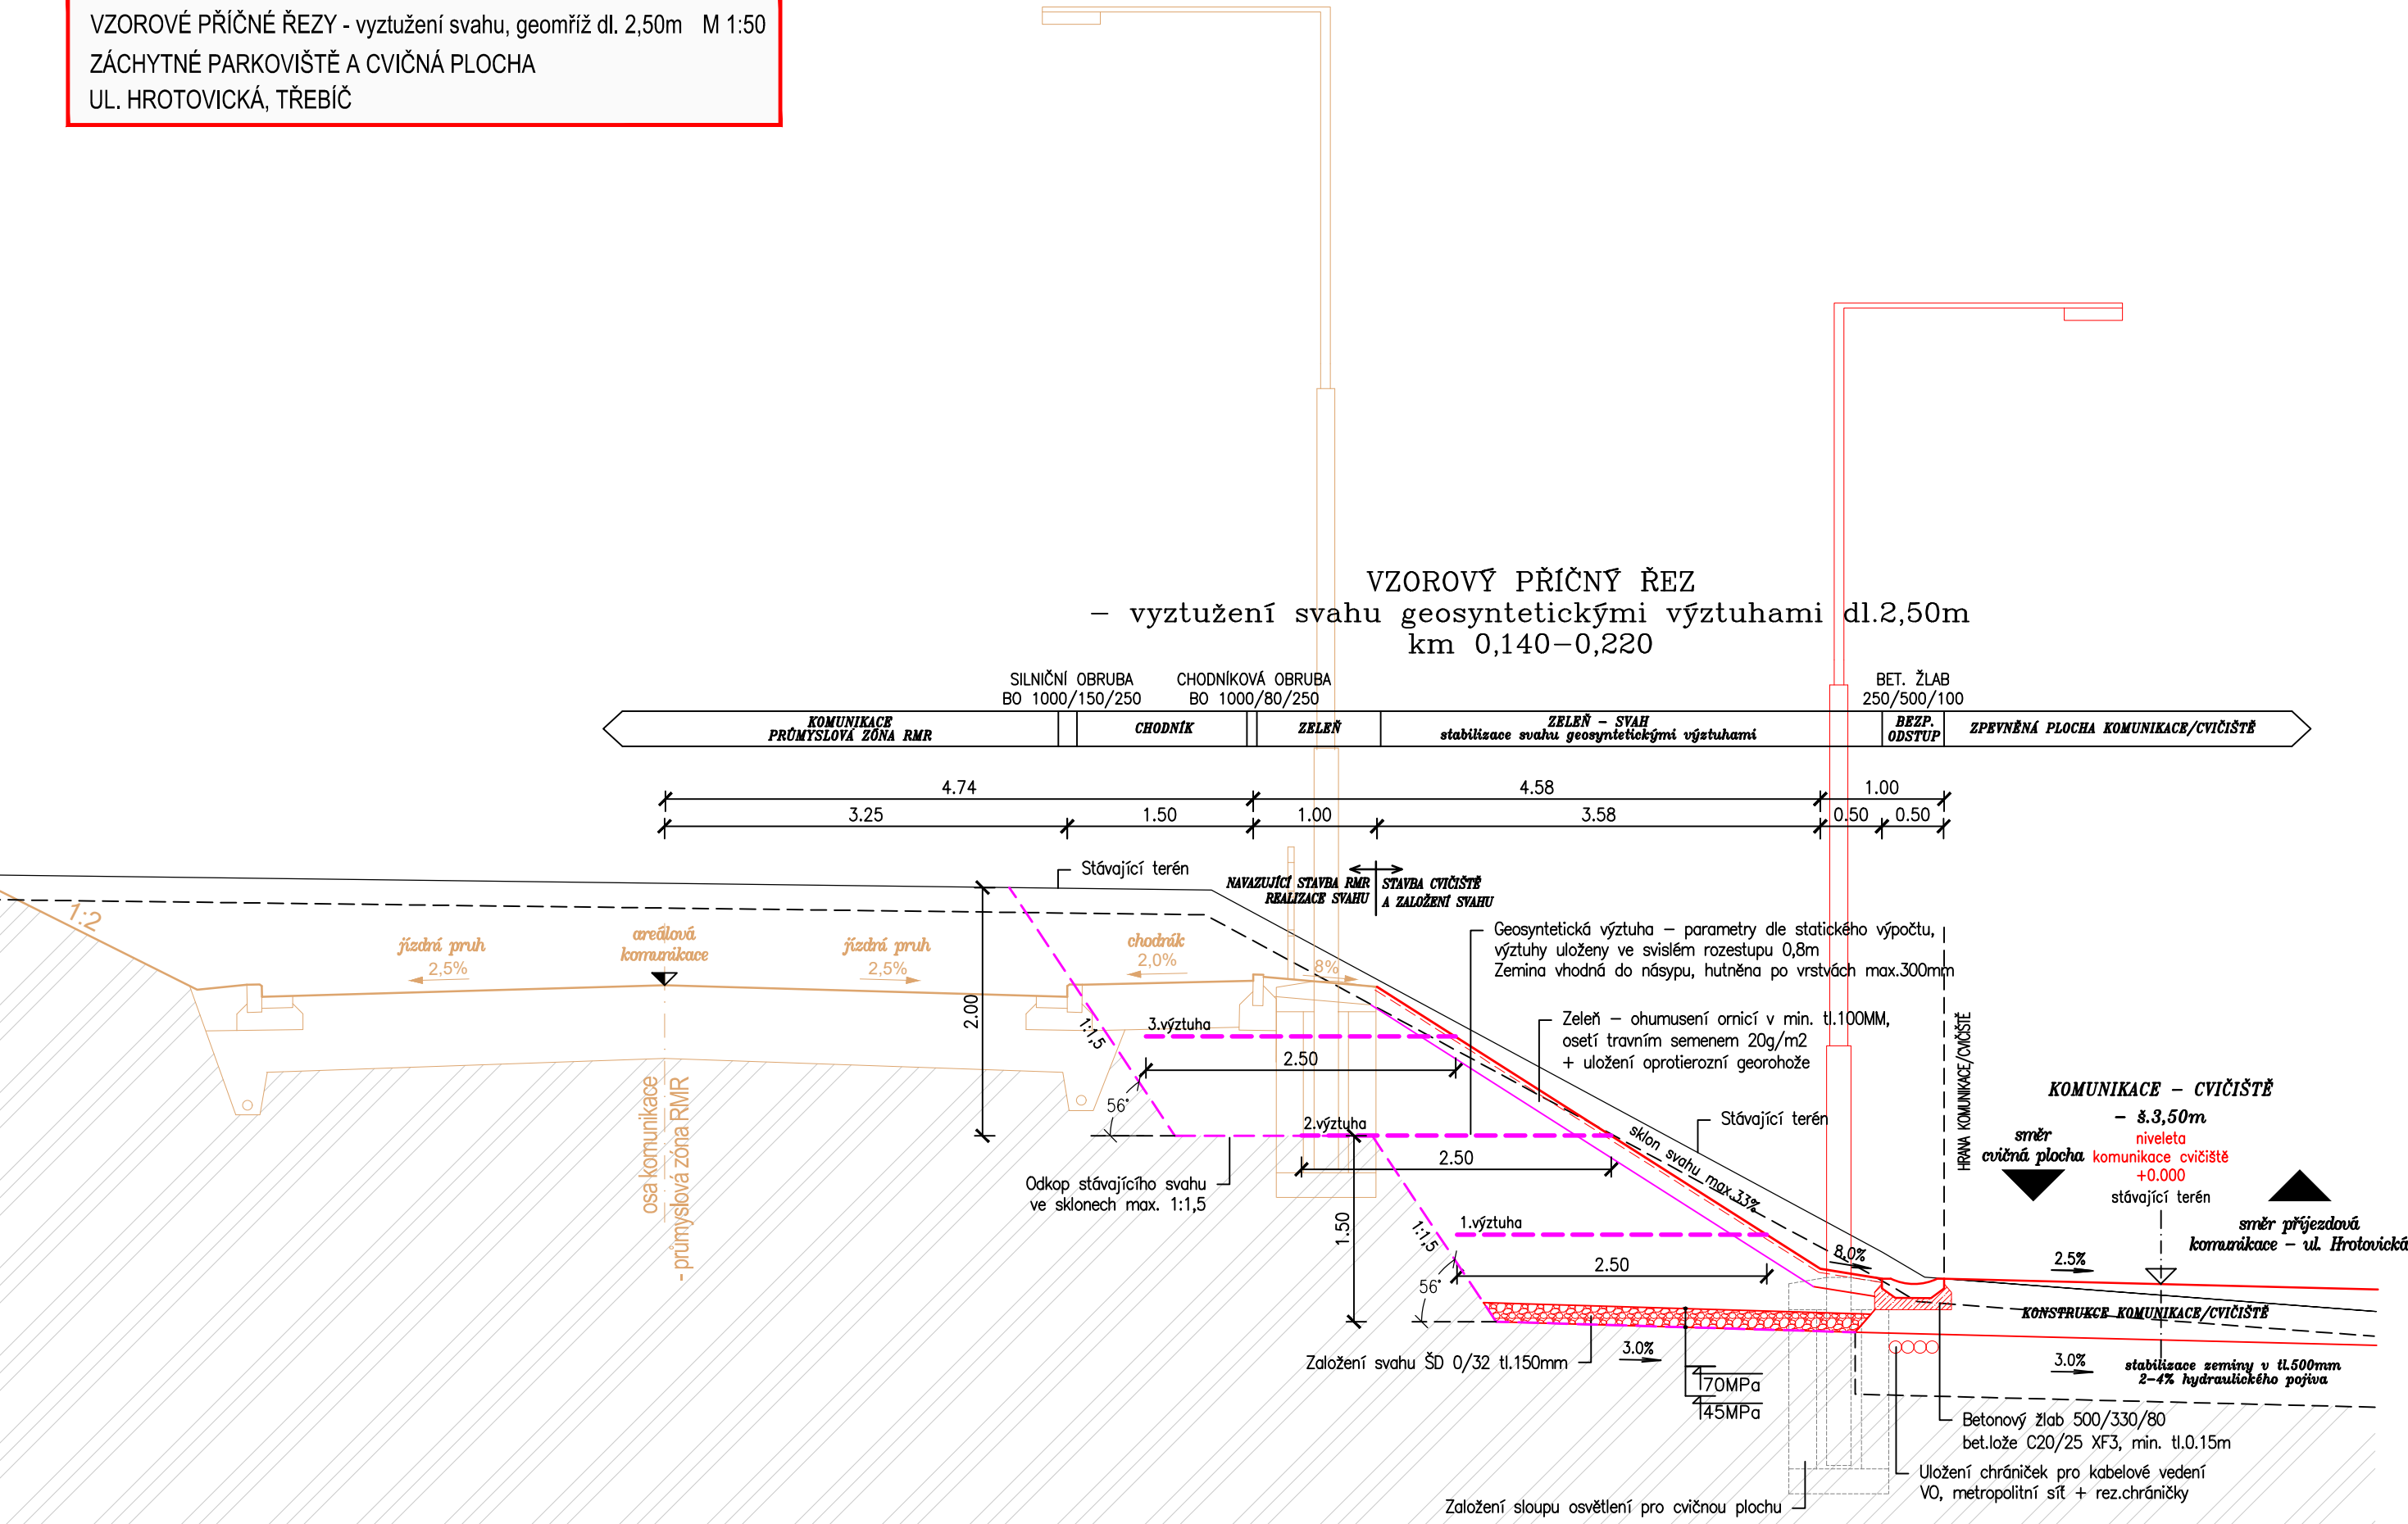 VZOROVÉ PŘÍČNÉ ŘEZY - vyztužení svahu, geomříž dl. 2,50m M 1:50
ZÁCHYTNÉ PARKOVIŠTĚ A CVIČNÁ PLOCHA
UL. HROTOVICKÁ, TŘEBÍČ
VZOROVÝ PŘÍČNÝ ŘEZ
– vyztužení svahu geosyntetickými výztuhami dl.2,50m
km 0,140–0,220
SILNIČNÍ OBRUBA
BO 1000/150/250
CHODNÍKOVÁ OBRUBA
BO 1000/80/250
BET. ŽLAB
250/500/100
KOMUNIKACE
PRŮMYSLOVÁ ZÓNA RMR
CHODNÍK
ZELEŇ
ZELEŇ – SVAH
stabilizace svahu geosyntetickými výztuhami
BEZP.
ODSTUP
ZPEVNĚNÁ PLOCHA KOMUNIKACE/CVIČIŠTĚ
4.74
4.58
1.00
3.25
1.50
1.00
3.58
0.50
0.50
Stávající terén
NAVAZUJÍCÍ STAVBA RMR
REALIZACE SVAHU
STAVBA CVIČIŠTĚ
A ZALOŽENÍ SVAHU
1:2
jízdní pruh
2,5%
areálová
komunikace
jízdní pruh
2,5%
chodník
2,0%
8%
Geosyntetická výztuha – parametry dle statického výpočtu,
výztuhy uloženy ve svislém rozestupu 0,8m
Zemina vhodná do násypu, hutněna po vrstvách max.300mm
2.00
1:1,5
3.výztuha
2.50
56°
Zeleň – ohumusení ornicí v min. tl.100MM,
osetí travním semenem 20g/m2
+ uložení oprotierozní georohože
HRANA KOMUNIKACE/CVIČIŠTĚ
KOMUNIKACE – CVIČIŠTĚ
– š.3,50m
niveleta
komunikace cvičiště
+0.000
stávající terén
směr
cvičná plocha
směr příjezdová
komunikace – ul. Hrotovická
osa komunikace
- průmyslová zóna RMR
2.výztuha
2.50
Stávající terén
sklon svahu max.33%
Odkop stávajícího svahu
ve sklonech max. 1:1,5
1.50
1:1,5
1.výztuha
2.50
56°
8.0%
2.5%
KONSTRUKCE KOMUNIKACE/CVIČIŠTĚ
Založení svahu ŠD 0/32 tl.150mm
3.0%
70MPa
45MPa
3.0%
stabilizace zeminy v tl.500mm
2-4% hydraulického pojiva
Betonový žlab 500/330/80
bet.lože C20/25 XF3, min. tl.0.15m
Uložení chrániček pro kabelové vedení
VO, metropolitní síť + rez.chráničky
Založení sloupu osvětlení pro cvičnou plochu